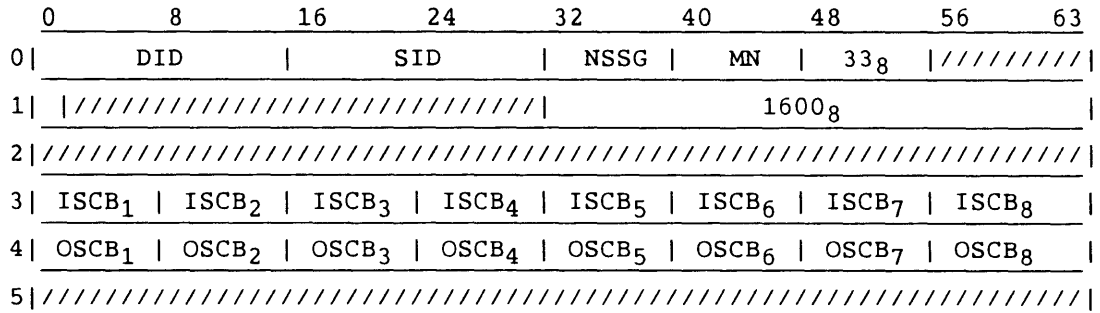 0 8 16 24 32 40 48 56 63
0| DID | SID | NSSG | MN | 33₈ |/////////|
1| |/////////////////////////////| 1600₈ |
2|//////////////////////////////////////////////////////////////////|
3| ISCB₁ | ISCB₂ | ISCB₃ | ISCB₄ | ISCB₅ | ISCB₆ | ISCB₇ | ISCB₈ |
4| OSCB₁ | OSCB₂ | OSCB₃ | OSCB₄ | OSCB₅ | OSCB₆ | OSCB₇ | OSCB₈ |
5|//////////////////////////////////////////////////////////////////|